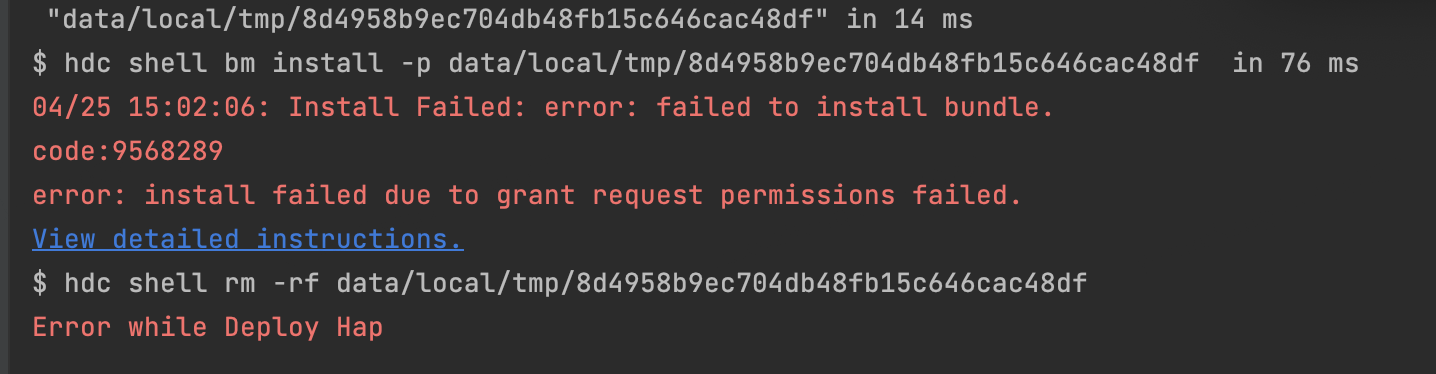 "data/local/tmp/8d4958b9ec704db48fb15c646cac48df" in 14 ms
$ hdc shell bm install -p data/local/tmp/8d4958b9ec704db48fb15c646cac48df  in 76 ms
04/25 15:02:06: Install Failed: error: failed to install bundle.
code:9568289
error: install failed due to grant request permissions failed.
View detailed instructions.
$ hdc shell rm -rf data/local/tmp/8d4958b9ec704db48fb15c646cac48df
Error while Deploy Hap